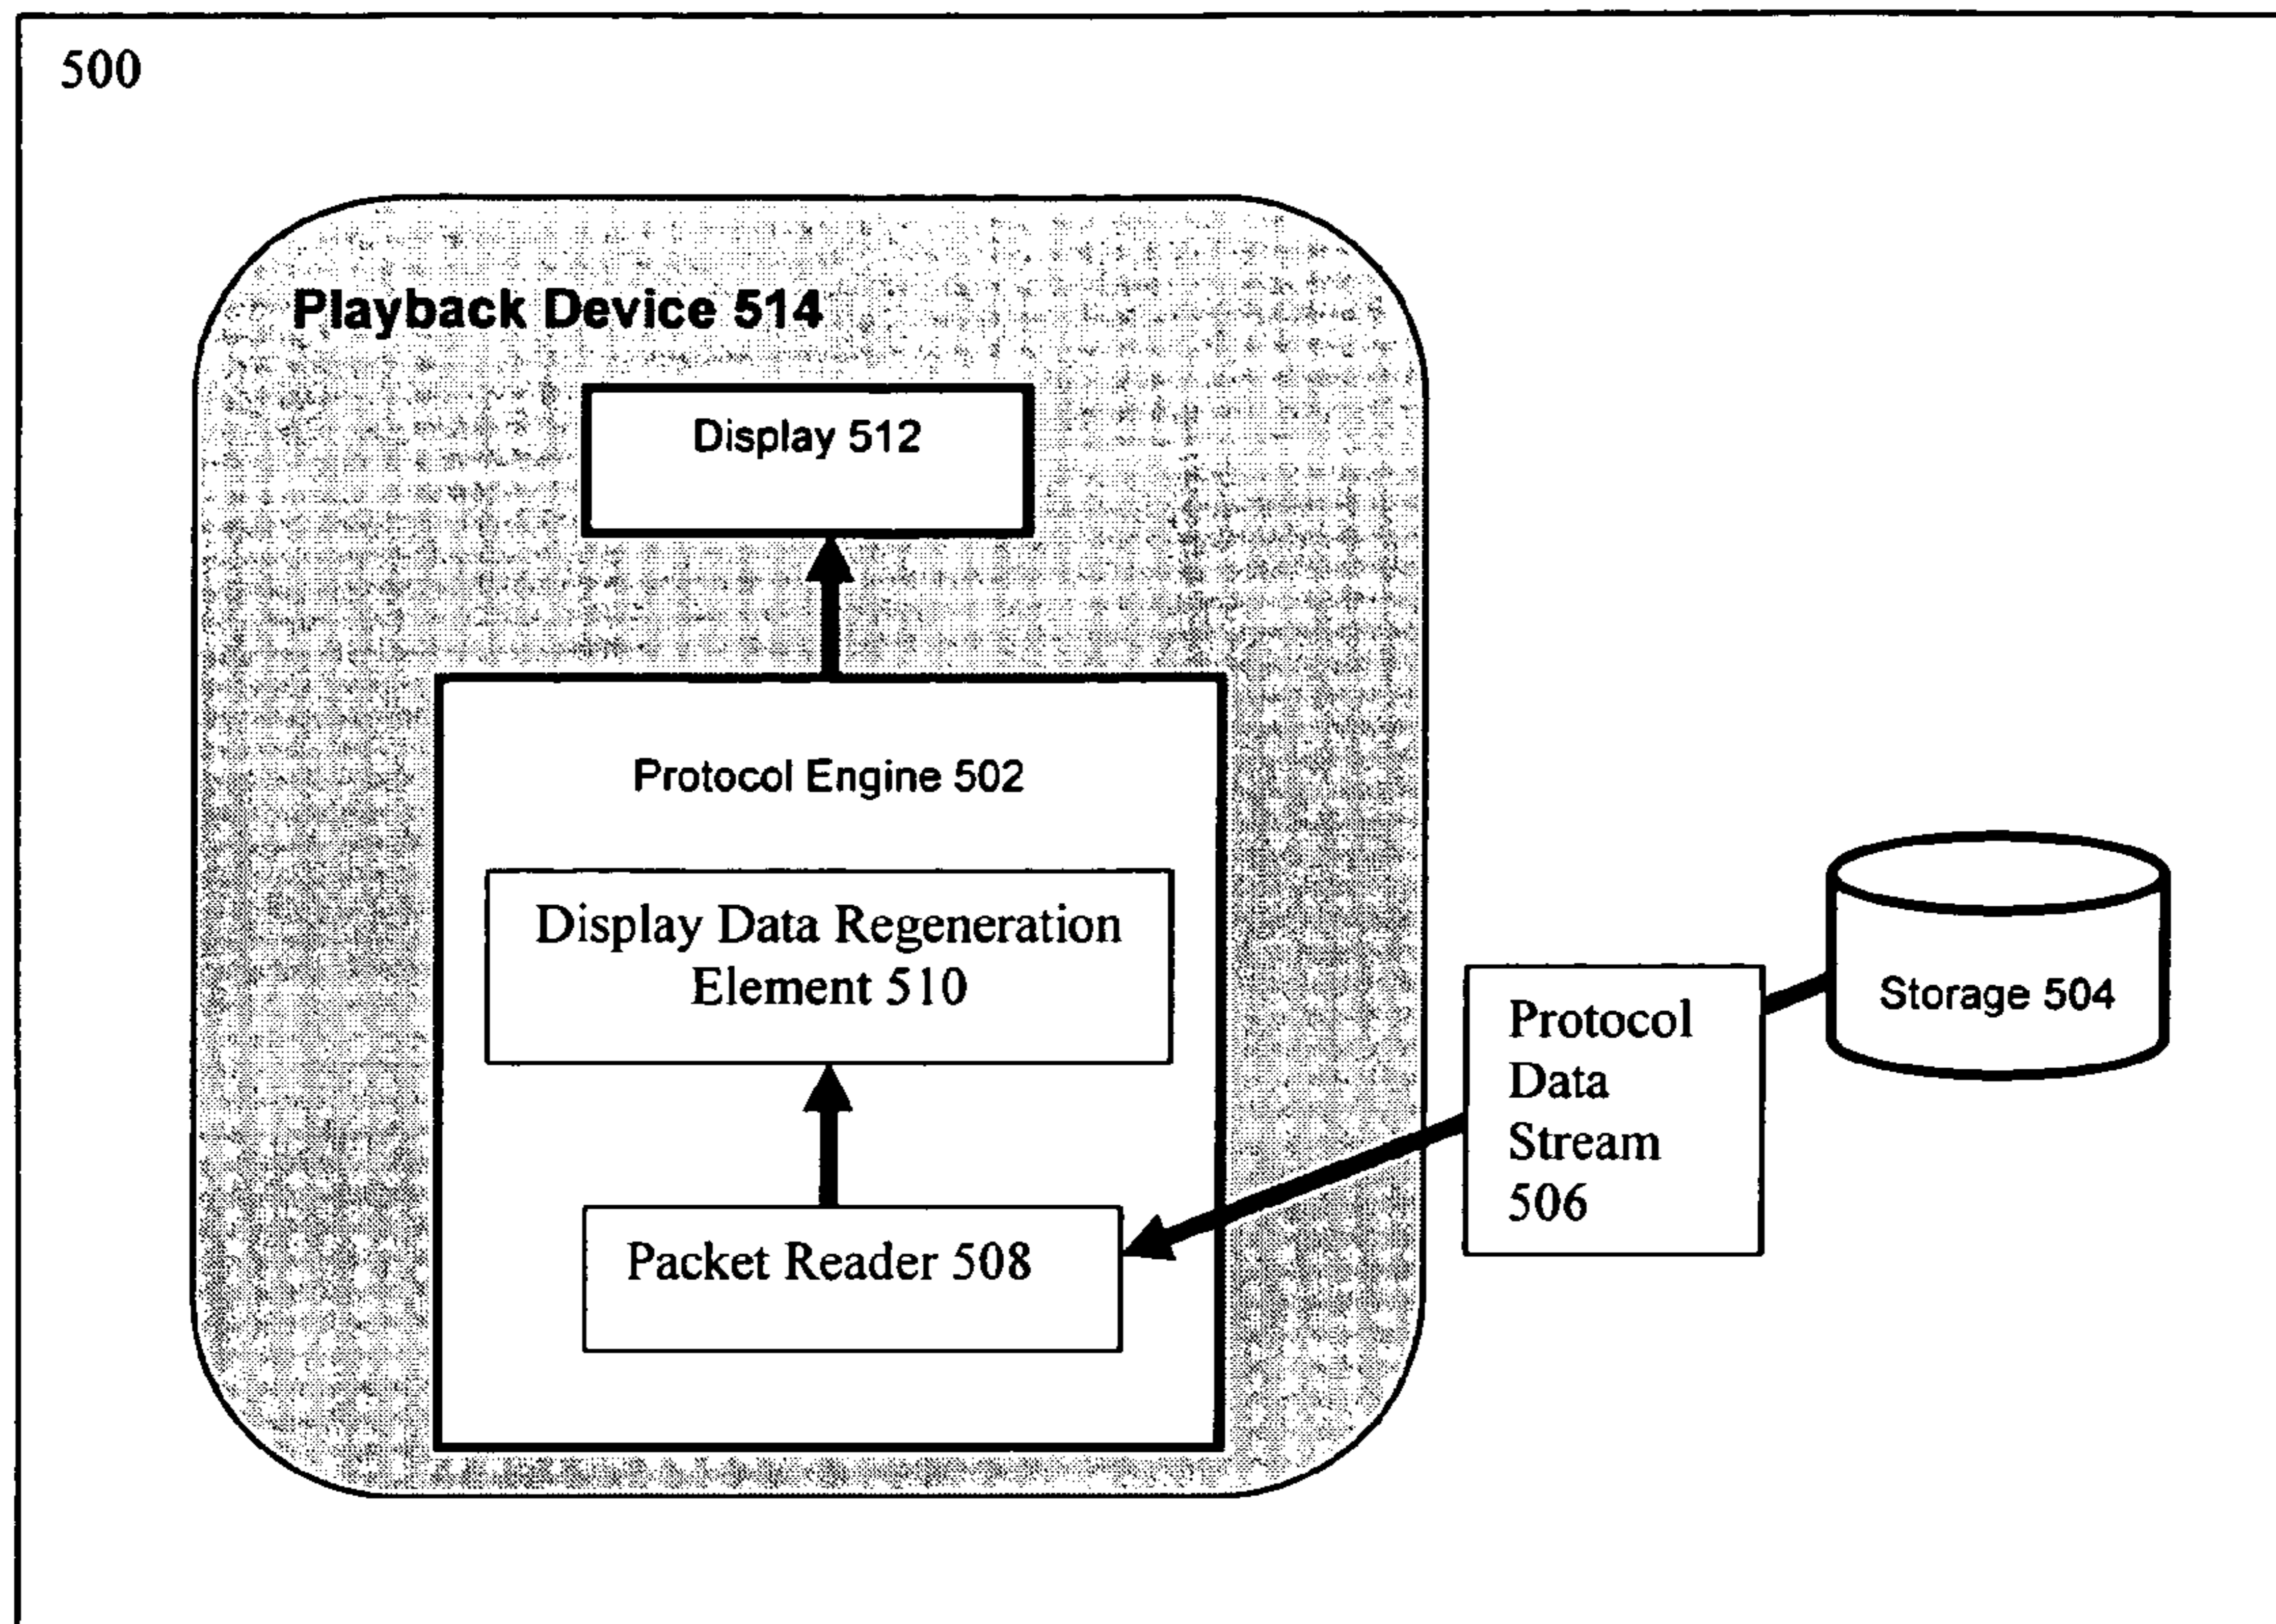 500
Playback Device 514
Display 512
Protocol Engine 502
Display Data Regeneration
Element 510
Packet Reader 508
Protocol
Data
Stream
506
Storage 504